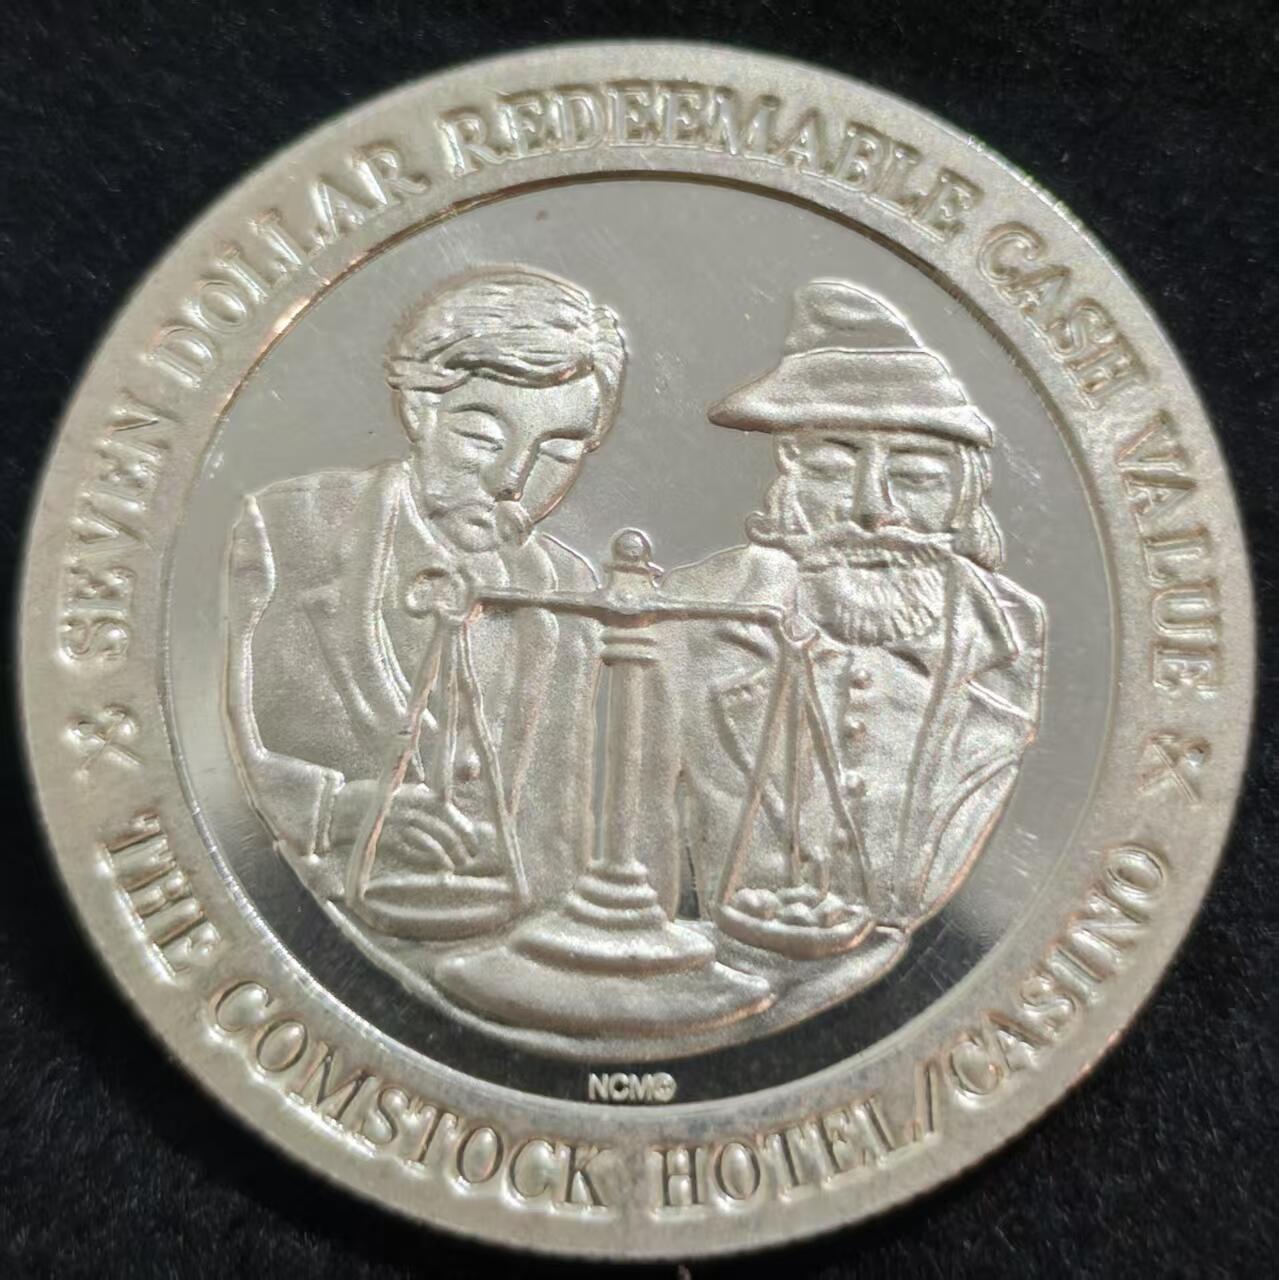 SEVEN DOLLAR REDEEMABLE CASH VALUE
THE COMSTOCK HOTEL/CASINO
NCM